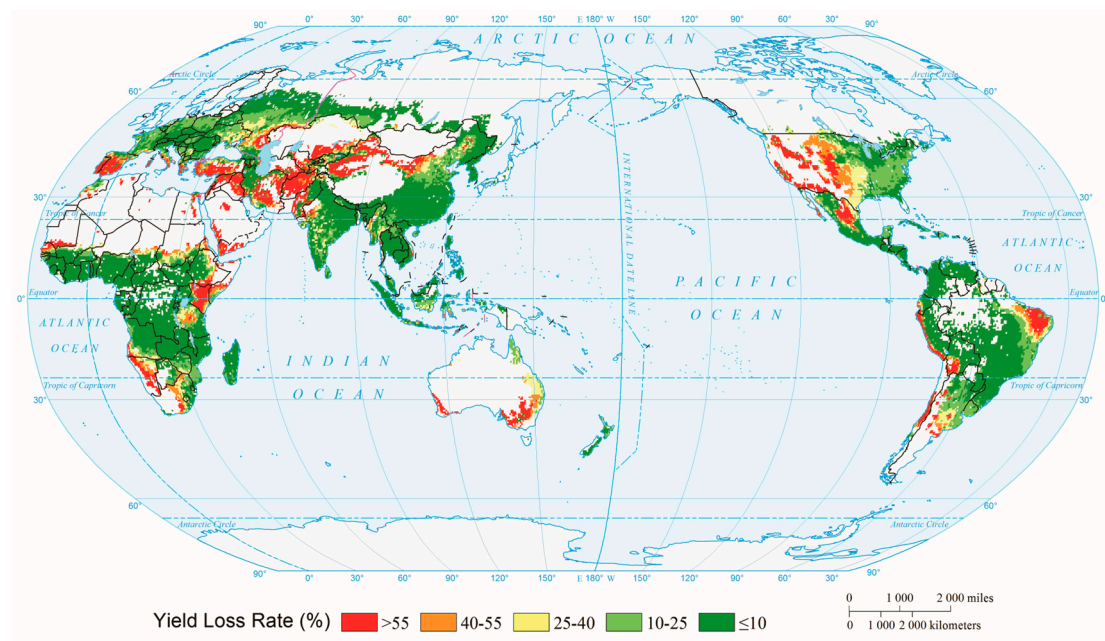 0° 60° 90° 120° 150° E 180° W 150° 120° 90° 60° 30° 0°
90° 90°
ARCTIC OCEAN
Arctic Circle Arctic Circle
60° 60°
30° 30°
Tropic of Cancer Tropic of Cancer
INTERNATIONAL DATE LINE
ATLANTIC
OCEAN
PACIFIC
OCEAN
Equator Equator
0° 0°
ATLANTIC
OCEAN
INDIAN
OCEAN
Tropic of Capricorn Tropic of Capricorn
30° 30°
60° 60°
Antarctic Circle Antarctic Circle
90° 90°
0° 30° 60° 90° 120° 150° E 180° W 150° 120° 90° 60° 30° 0°
0 1 000 2 000 miles
0 1 000 2 000 kilometers
Yield Loss Rate (%) >55 40-55 25-40 10-25 ≤10